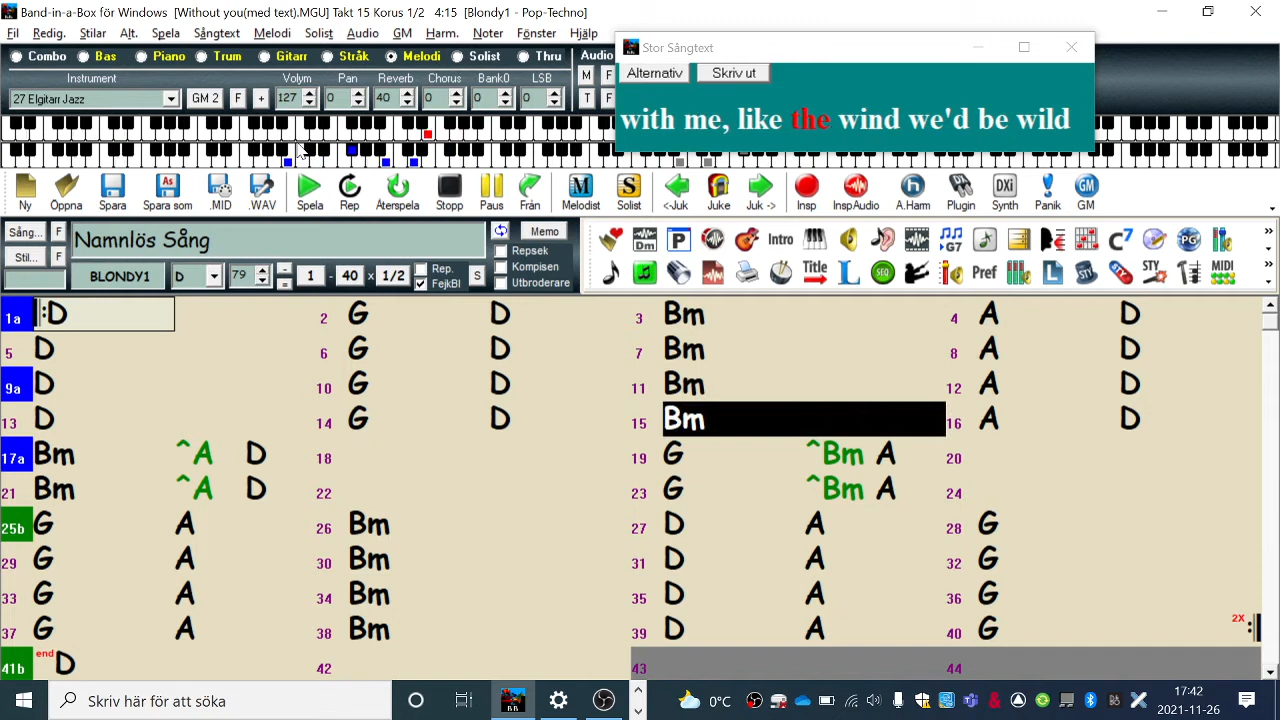 Band-in-a-Box för Windows [Without you(med text).MGU] Takt 15 Korus 1/2 4:15 [Blondy1 - Pop-Techno]
Fil Redig. Stilar Alt. Spela Sångtext Melodi Solist Audio GM Harm. Noter Fönster Hjälp
Combo Bas Piano Trum Gitarr Stråk Melodi Solist Thru Audio
Instrument Volym Pan Reverb Chorus Bank0 LSB M F
27 Elgitarr Jazz GM 2 F + 127 0 40 0 0 0 T F
Stor Sångtext
Alternativ Skriv ut
with me, like the wind we'd be wild
Ny Öppna Spara Spara som .MID .WAV Spela Rep Återspela Stopp Paus Från Melodist Solist <-Juk Juke Juk -> Insp InspAudio A.Harm Plugin Synth Panik GM
Sång... F Namnlös Sång Memo
Stil... F BLONDY1 D 79 1 - 40 x 1/2 Rep. FejkBl S
Repsek
Kompisen
Utbroderare
Dm P Intro G7 C7 PG
Title L SEQ Pref L STY STY MIDI
1a D 2 G D 3 Bm 4 A D
5 D 6 G D 7 Bm 8 A D
9a D 10 G D 11 Bm 12 A D
13 D 14 G D 15 Bm 16 A D
17a Bm ^A D 18 19 G ^Bm A 20
21 Bm ^A D 22 23 G ^Bm A 24
25b G A 26 Bm 27 D A 28 G
29 G A 30 Bm 31 D A 32 G
33 G A 34 Bm 35 D A 36 G
37 G A 38 Bm 39 D A 40 G 2X
41b end D 42 43 44
Skriv här för att söka
0°C
17:42
2021-11-26